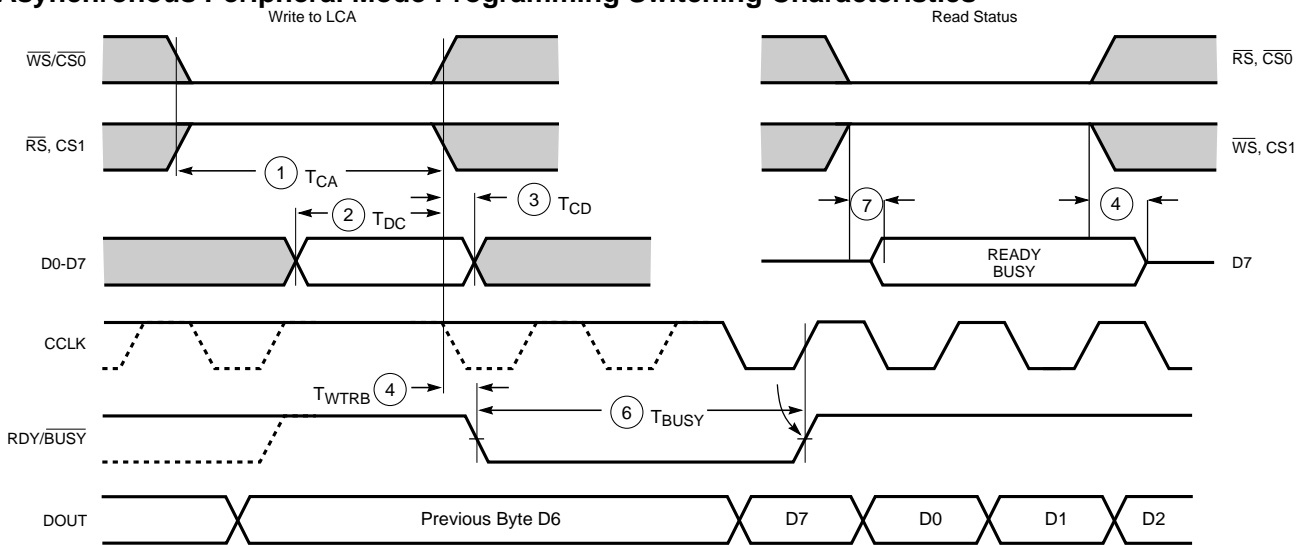 Asynchronous Peripheral Mode Programming Switching Characteristics
Write to LCA
Read Status
WS/CS0
RS, CS0
RS, CS1
WS, CS1
1 TCA
2 TDC
3 TCD
7
4
D0-D7
READY
BUSY
D7
CCLK
TWTRB 4
6 TBUSY
RDY/BUSY
DOUT
Previous Byte D6
D7
D0
D1
D2